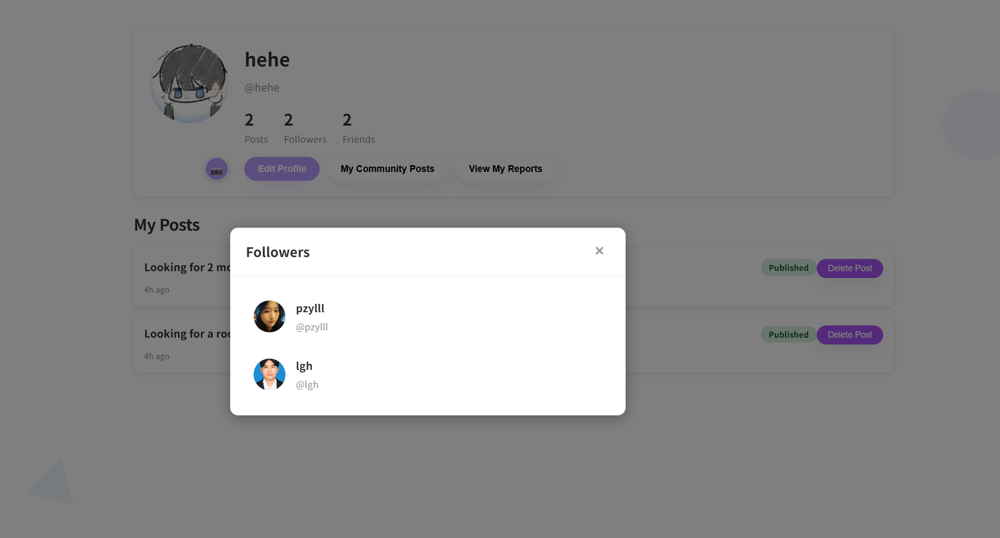 hehe
@hehe
2 2 2
Posts Followers Friends
Edit Profile My Community Posts View My Reports
My Posts
Followers ×
Looking for 2 mo
Published Delete Post
4h ago
pzylll
@pzylll
Looking for a roo
Published Delete Post
4h ago
lgh
@lgh